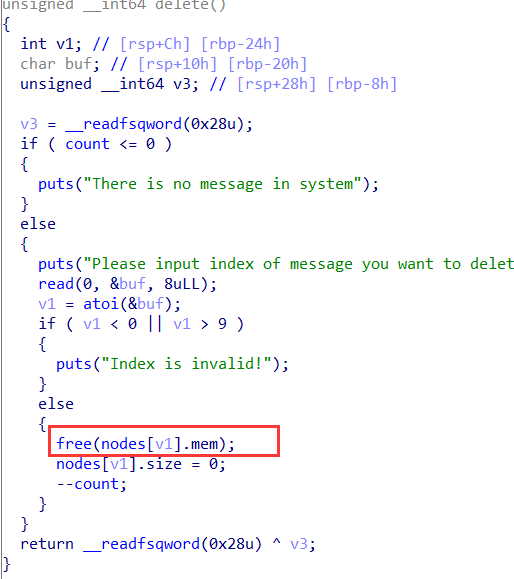 unsigned __int64 delete()
{
  int v1; // [rsp+Ch] [rbp-24h]
  char buf; // [rsp+10h] [rbp-20h]
  unsigned __int64 v3; // [rsp+28h] [rbp-8h]

  v3 = __readfsqword(0x28u);
  if ( count <= 0 )
  {
    puts("There is no message in system");
  }
  else
  {
    puts("Please input index of message you want to delet
    read(0, &buf, 8uLL);
    v1 = atoi(&buf);
    if ( v1 < 0 || v1 > 9 )
    {
      puts("Index is invalid!");
    }
    else
    {
      free(nodes[v1].mem);
      nodes[v1].size = 0;
      --count;
    }
  }
  return __readfsqword(0x28u) ^ v3;
}